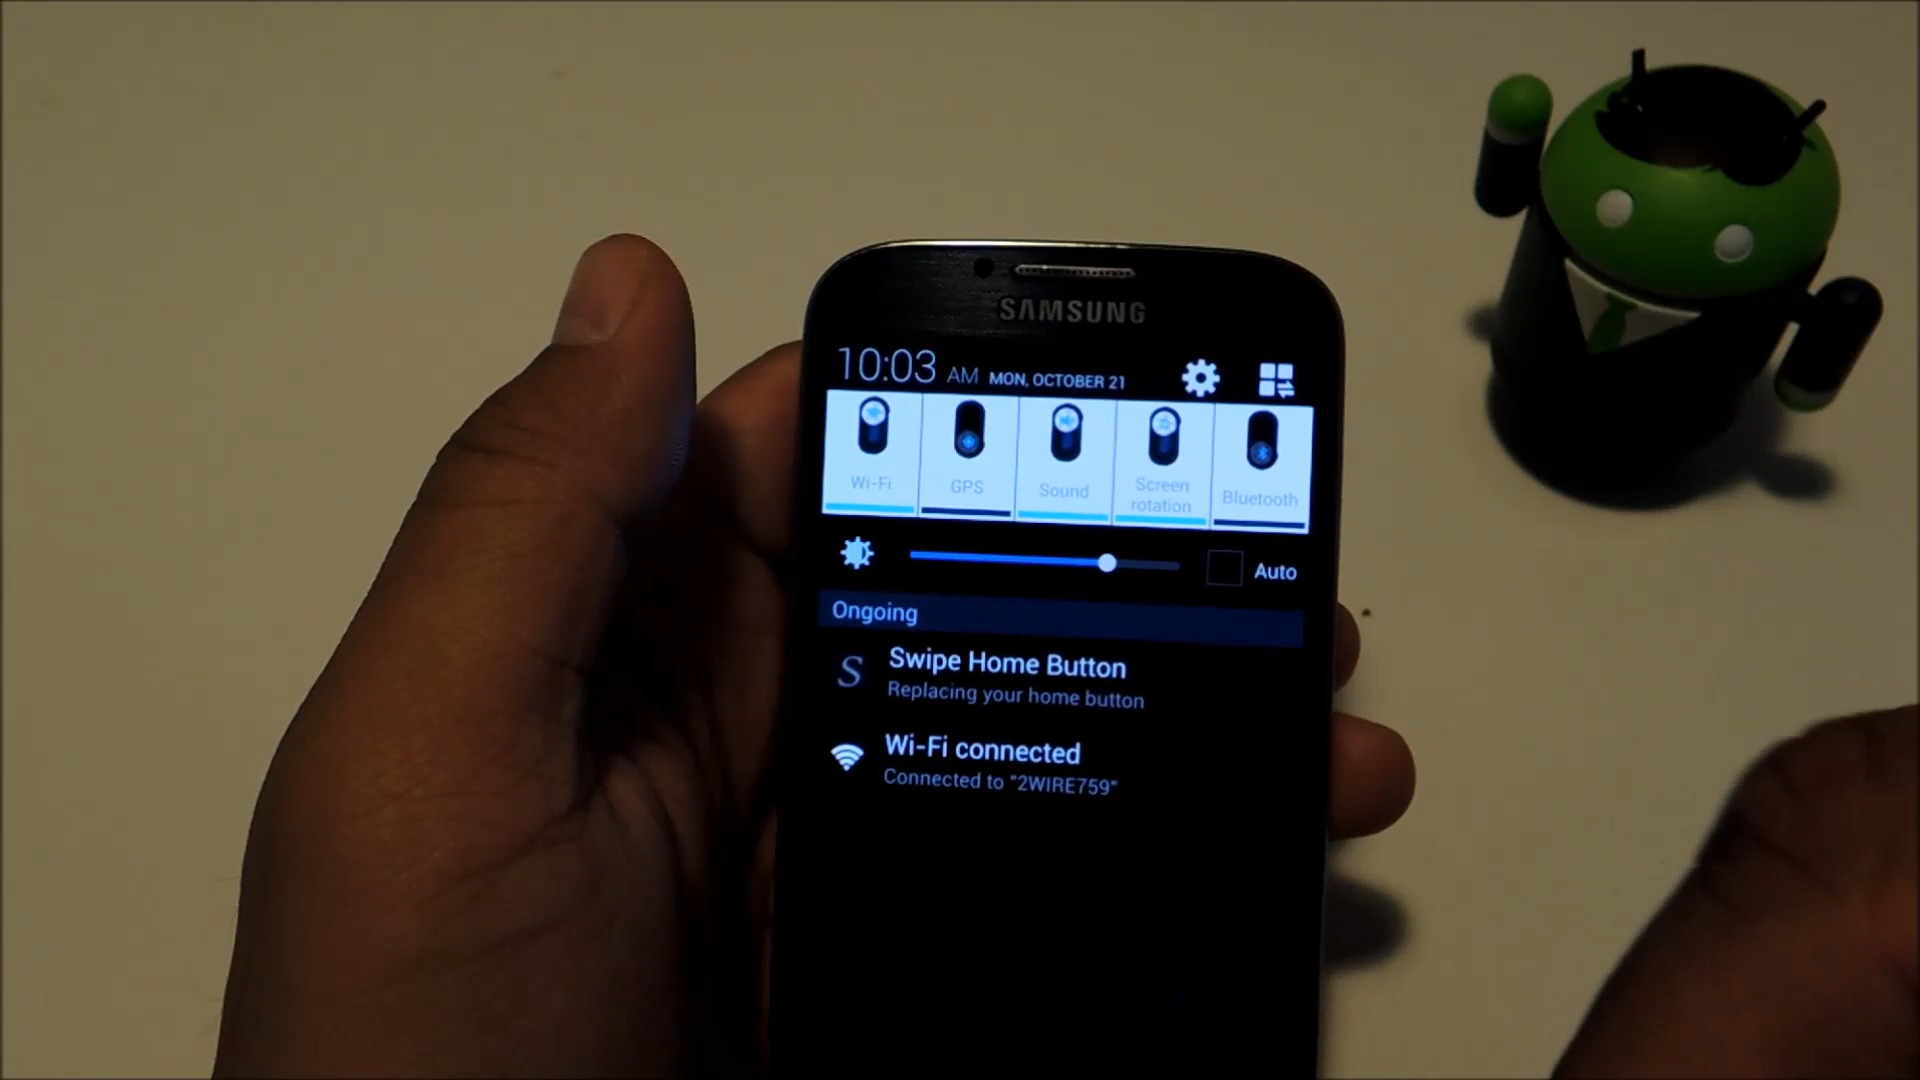 SAMSUNG
10:03 AM MON, OCTOBER 21
Wi-Fi GPS Sound Screen rotation Bluetooth
Auto
Ongoing
S Swipe Home Button
Replacing your home button
Wi-Fi connected
Connected to "2WIRE759"